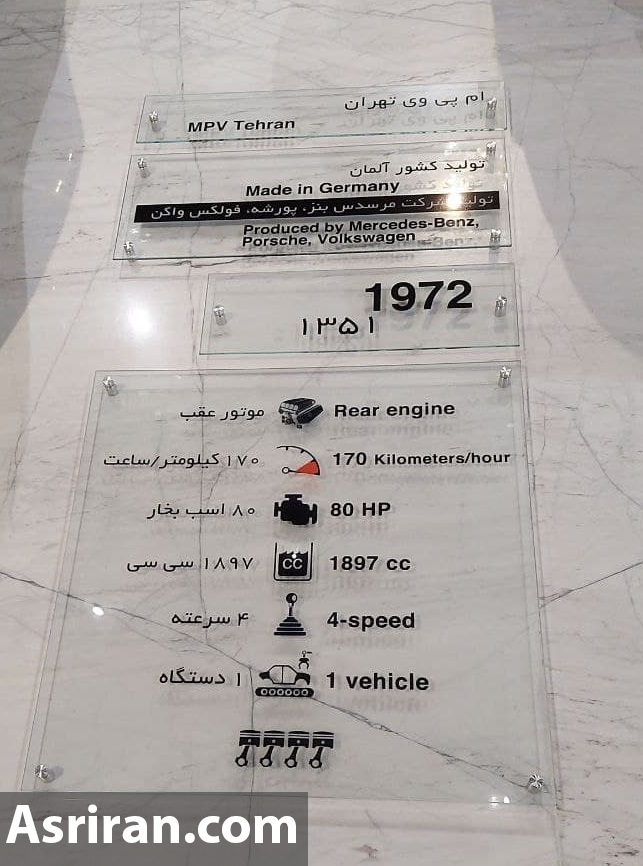 ام پی وی تهران
MPV Tehran
تولید کشور آلمان
Made in Germany
تولید شرکت مرسدس بنز، پورشه، فولکس واگن
Produced by Mercedes-Benz,
Porsche, Volkswagen
1972
۱۳۵۱
موتور عقب Rear engine
۱۷۰ کیلومتر/ساعت 170 Kilometers/hour
۸۰ اسب بخار 80 HP
۱۸۹۷ سی سی CC 1897 cc
۴ سرعته 4-speed
۱ دستگاه 1 vehicle
Asriran.com